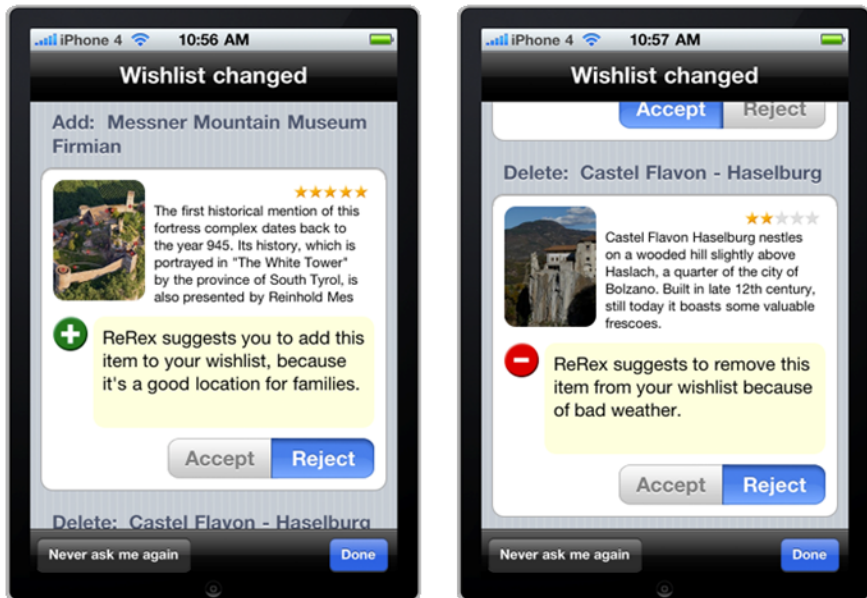 iPhone 4 10:56 AM
Wishlist changed
Add: Messner Mountain Museum
Firmian
The first historical mention of this
fortress complex dates back to
the year 945. Its history, which is
portrayed in "The White Tower"
by the province of South Tyrol, is
also presented by Reinhold Mes
ReRex suggests you to add this
item to your wishlist, because
it's a good location for families.
Accept Reject
Delete: Castel Flavon - Haselburg
Never ask me again Done
iPhone 4 10:57 AM
Wishlist changed
Accept Reject
Delete: Castel Flavon - Haselburg
Castel Flavon Haselburg nestles
on a wooded hill slightly above
Haslach, a quarter of the city of
Bolzano. Built in late 12th century,
still today it boasts some valuable
frescoes.
ReRex suggests to remove this
item from your wishlist because
of bad weather.
Accept Reject
Never ask me again Done